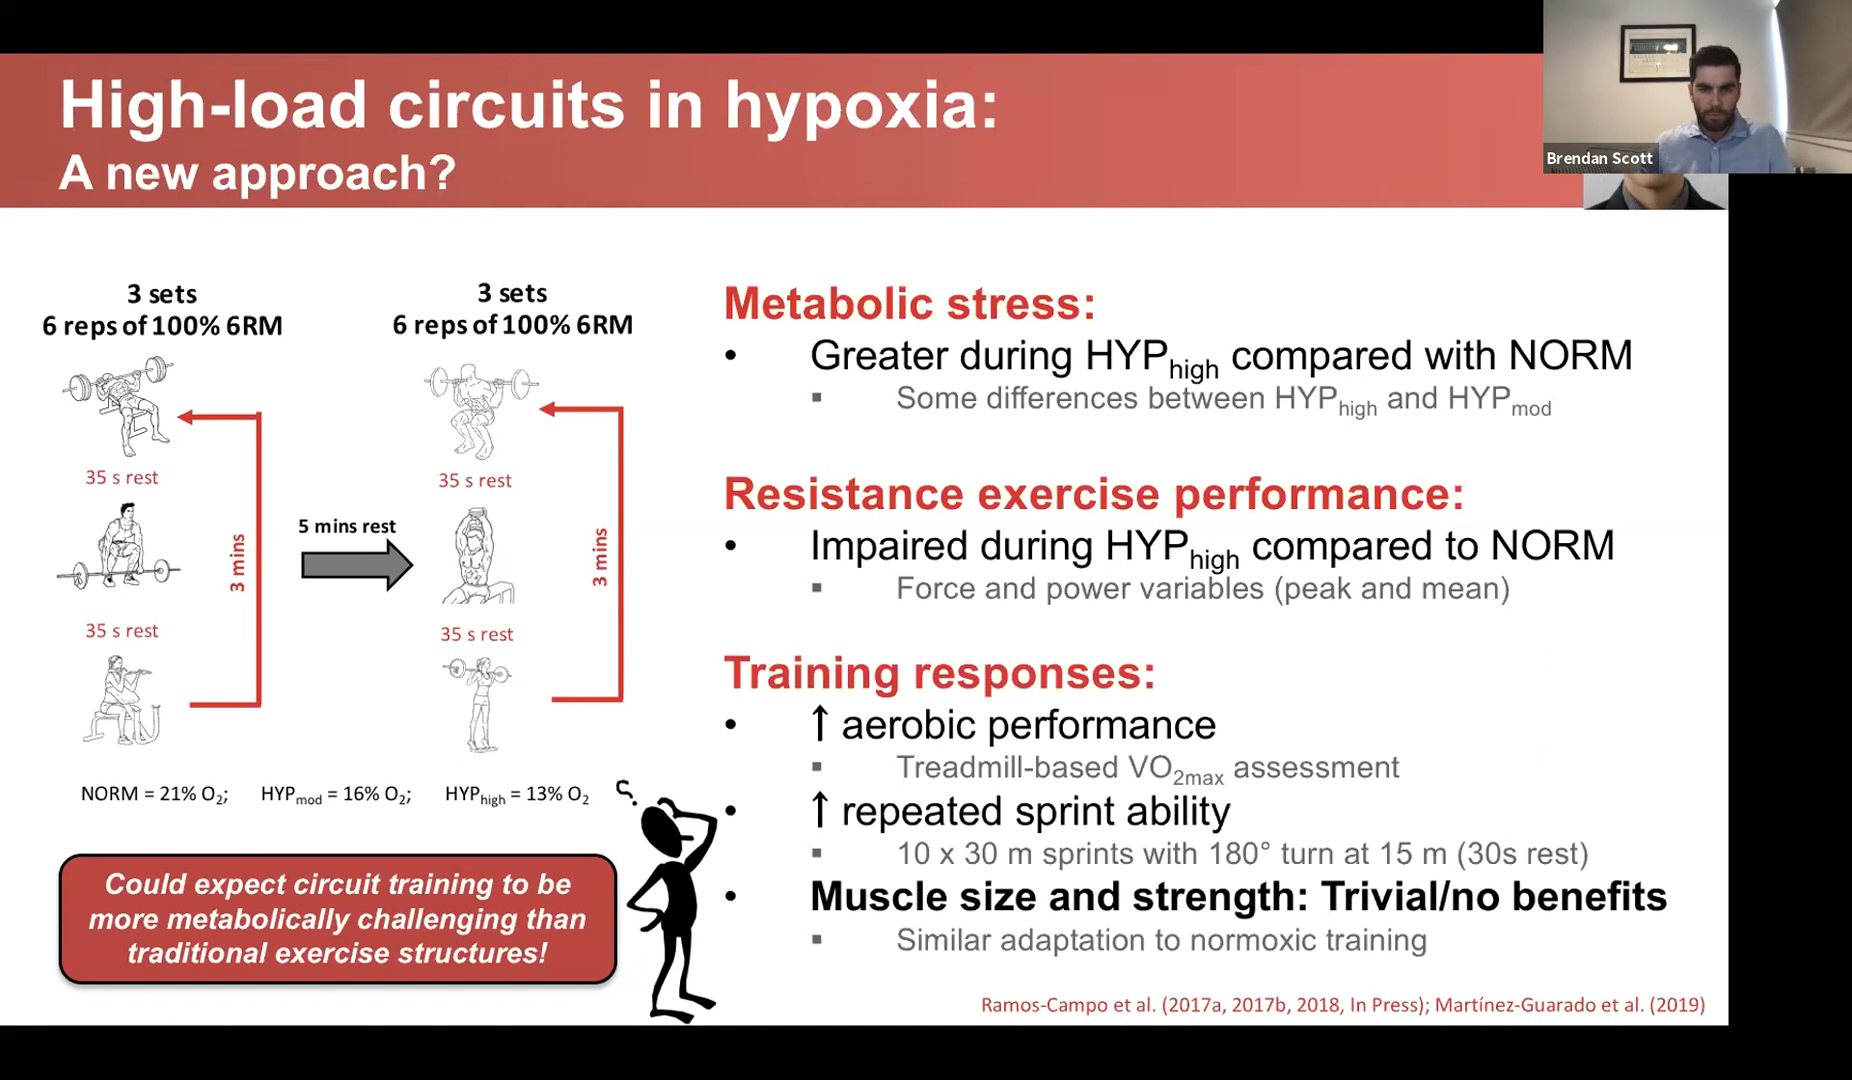 High-load circuits in hypoxia:
A new approach?
Brendan Scott
3 sets
6 reps of 100% 6RM
35 s rest
35 s rest
3 mins
5 mins rest
3 sets
6 reps of 100% 6RM
35 s rest
35 s rest
3 mins
NORM = 21% O₂; HYPmod = 16% O₂; HYPhigh = 13% O₂
Could expect circuit training to be
more metabolically challenging than
traditional exercise structures!
Metabolic stress:
• Greater during HYPhigh compared with NORM
▪ Some differences between HYPhigh and HYPmod
Resistance exercise performance:
• Impaired during HYPhigh compared to NORM
▪ Force and power variables (peak and mean)
Training responses:
• ↑ aerobic performance
▪ Treadmill-based VO2max assessment
• ↑ repeated sprint ability
▪ 10 x 30 m sprints with 180° turn at 15 m (30s rest)
• Muscle size and strength: Trivial/no benefits
▪ Similar adaptation to normoxic training
Ramos-Campo et al. (2017a, 2017b, 2018, In Press); Martínez-Guarado et al. (2019)